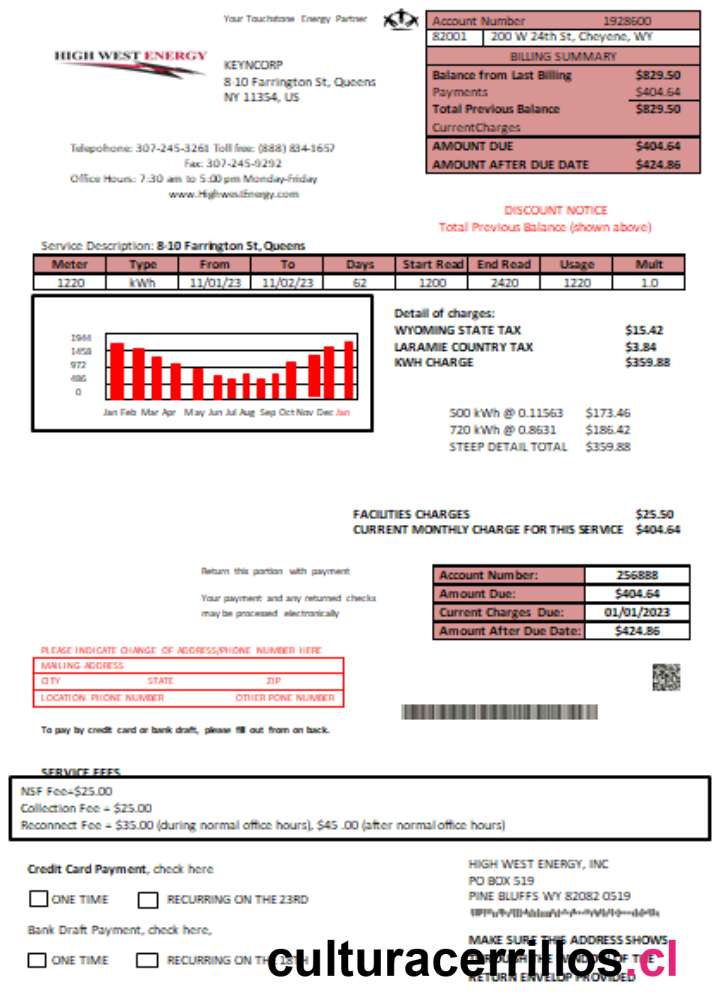 Your Touchstone Energy Partner
HIGH WEST ENERGY
KEYNCORP
8-10 Farrington St, Queens
NY 11354, US
Account Number 1928600
82001 200 W 24th St, Cheyene, WY
BILLING SUMMARY
Balance from Last Billing $829.50
Payments $404.64
Total Previous Balance $829.50
CurrentCharges
AMOUNT DUE $404.64
AMOUNT AFTER DUE DATE $424.86
Telepohone: 307-245-3261 Toll free: (888) 834-1657
Fax: 307-245-9292
Office Hours: 7:30 am to 5:00 pm Monday-Friday
www.HighwestEnergy.com
DISCOUNT NOTICE
Total Previous Balance (shown above)
Service Description: 8-10 Farrington St, Queens
Meter Type From To Days Start Read End Read Usage Mult
1220 kWh 11/01/23 11/02/23 62 1200 2420 1220 1.0
1944
1458
972
486
0
Jan Feb Mar Apr May Jun Jul Aug Sep Oct Nov Dec Jan
Detail of charges:
WYOMING STATE TAX $15.42
LARAMIE COUNTRY TAX $3.84
KWH CHARGE $359.88
500 kWh @ 0.11563 $173.46
720 kWh @ 0.8631 $186.42
STEEP DETAIL TOTAL $359.88
FACILITIES CHARGES $25.50
CURRENT MONTHLY CHARGE FOR THIS SERVICE $404.64
Return this portion with payment
Your payment and any returned checks
may be processed electronically
Account Number: 256888
Amount Due: $404.64
Current Charges Due: 01/01/2023
Amount After Due Date: $424.86
PLEASE INDICATE CHANGE OF ADDRESS/PHONE NUMBER HERE
MAILING ADDRESS
CITY STATE ZIP
LOCATION PHONE NUMBER OTHER PONE NUMBER
To pay by credit card or bank draft, please fill out from on back.
SERVICE FEES
NSF Fee=$25.00
Collection Fee = $25.00
Reconnect Fee = $35.00 (during normal office hours), $45 .00 (after normal office hours)
Credit Card Payment, check here
ONE TIME RECURRING ON THE 23RD
Bank Draft Payment, check here,
ONE TIME RECURRING ON THE 18TH
HIGH WEST ENERGY, INC
PO BOX 519
PINE BLUFFS WY 82082 0519
MAKE SURE THIS ADDRESS SHOWS
THROUGH THE WINDOW OF THE
RETURN ENVELOP PROVIDED
culturacerrillos.cl